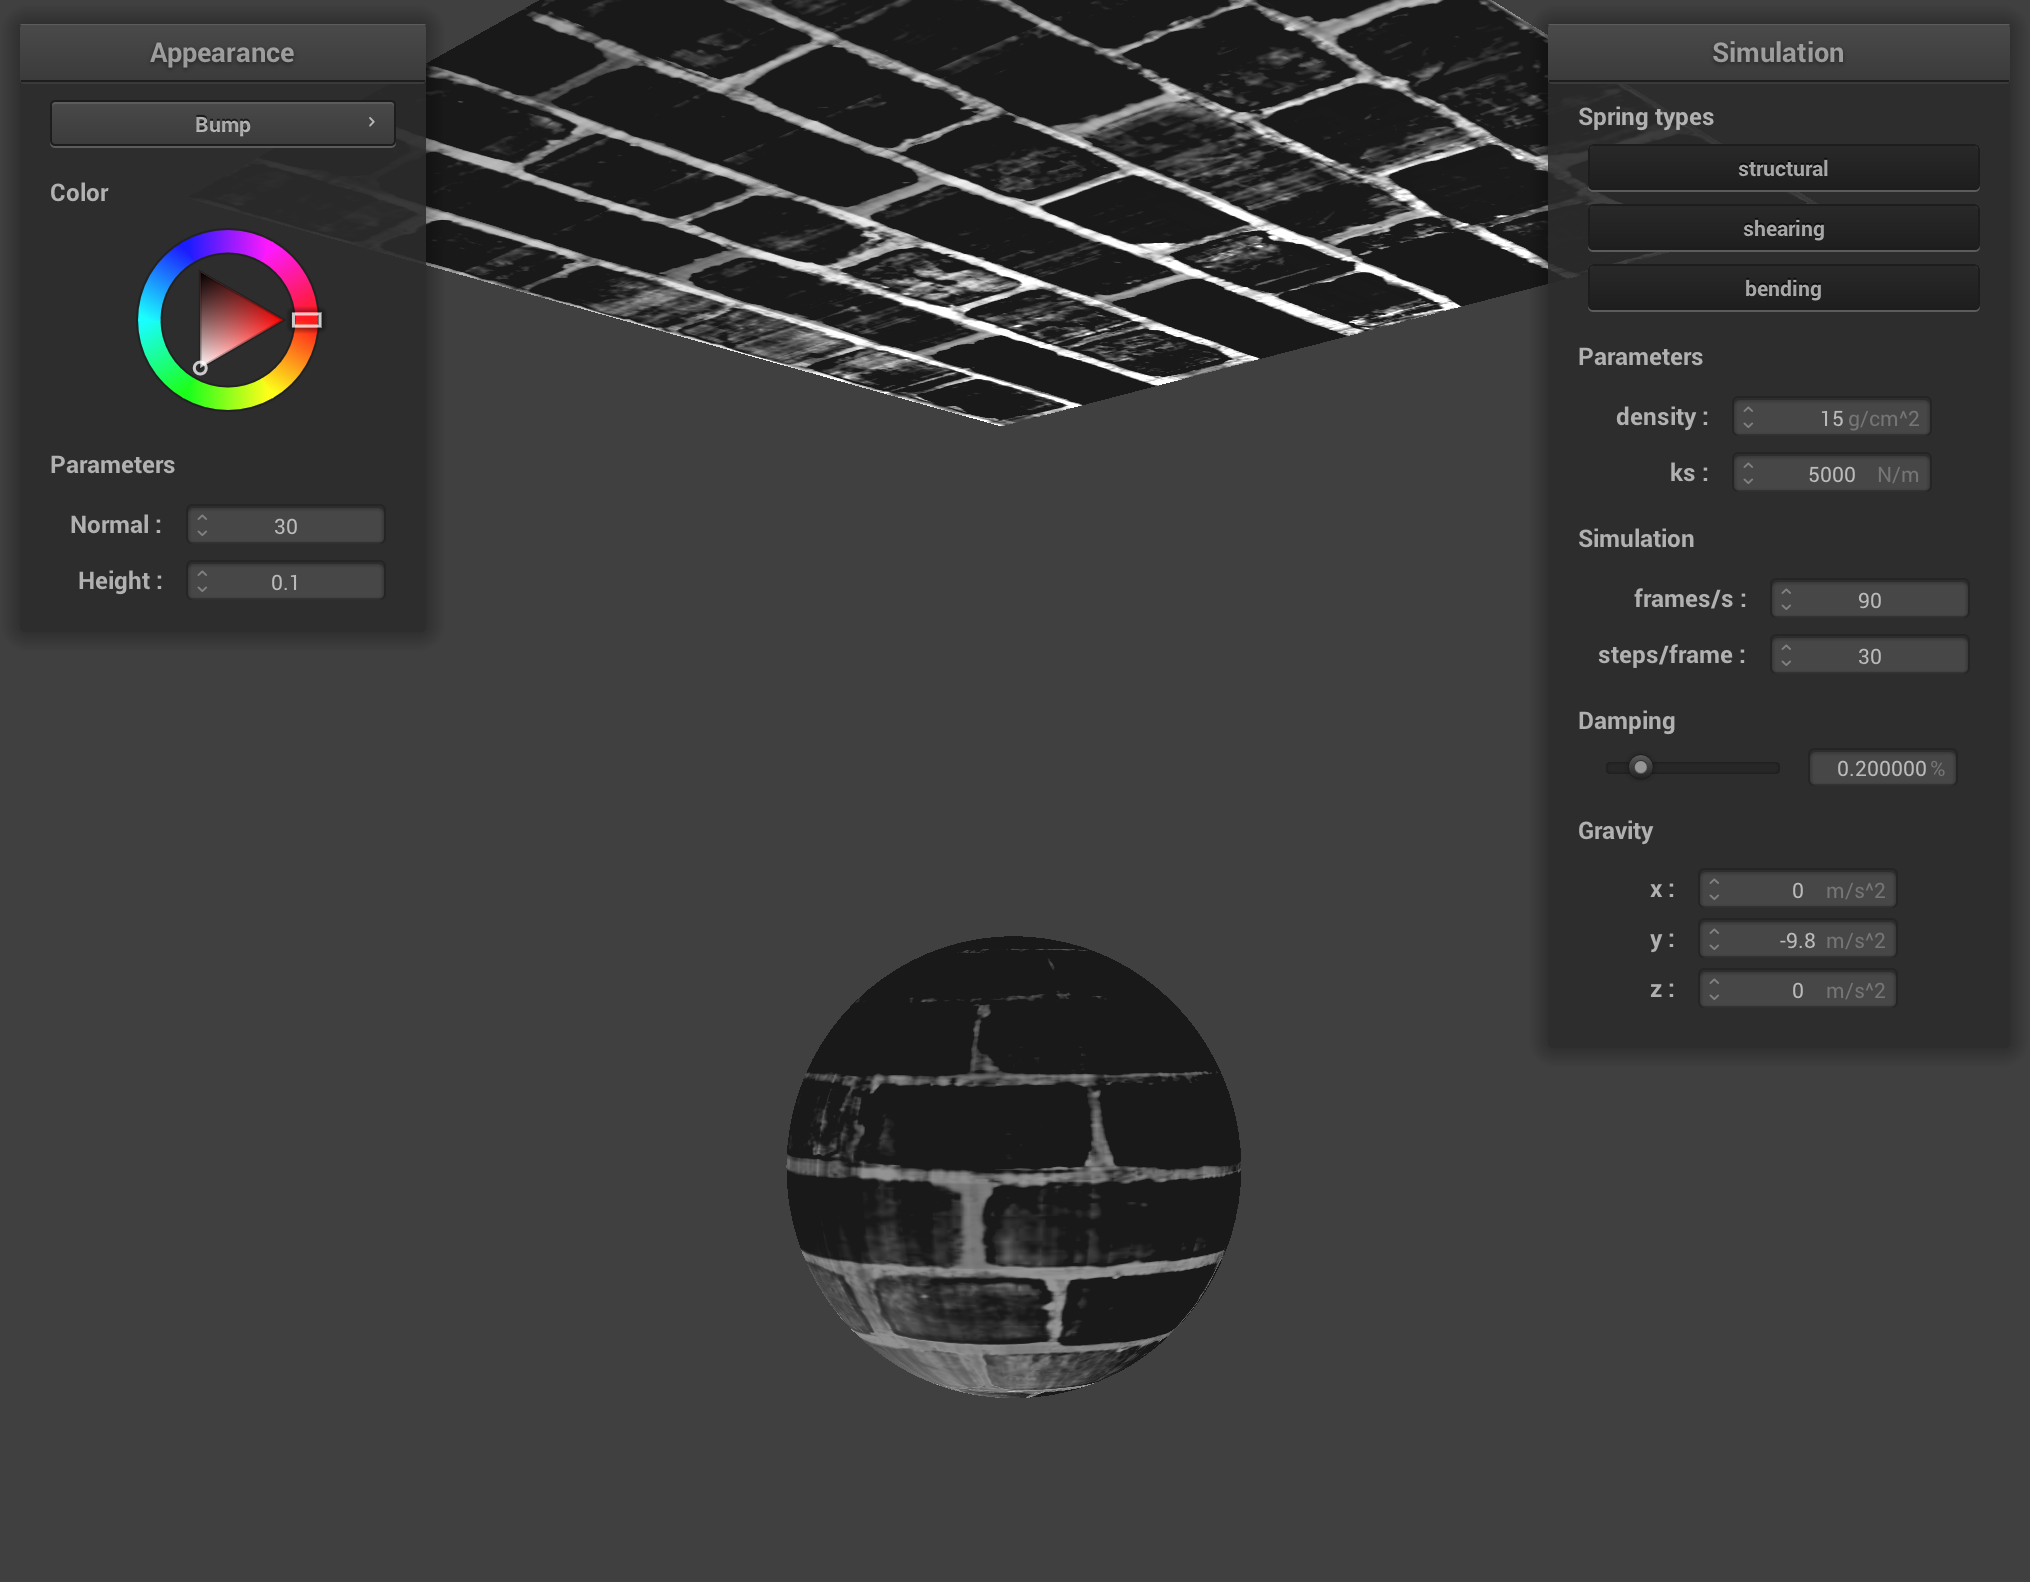 Appearance
Bump
Color
Parameters
Normal :
30
Height :
0.1
Simulation
Spring types
structural
shearing
bending
Parameters
density :
15 g/cm^2
ks :
5000 N/m
Simulation
frames/s :
90
steps/frame :
30
Damping
0.200000 %
Gravity
x :
0 m/s^2
y :
-9.8 m/s^2
z :
0 m/s^2